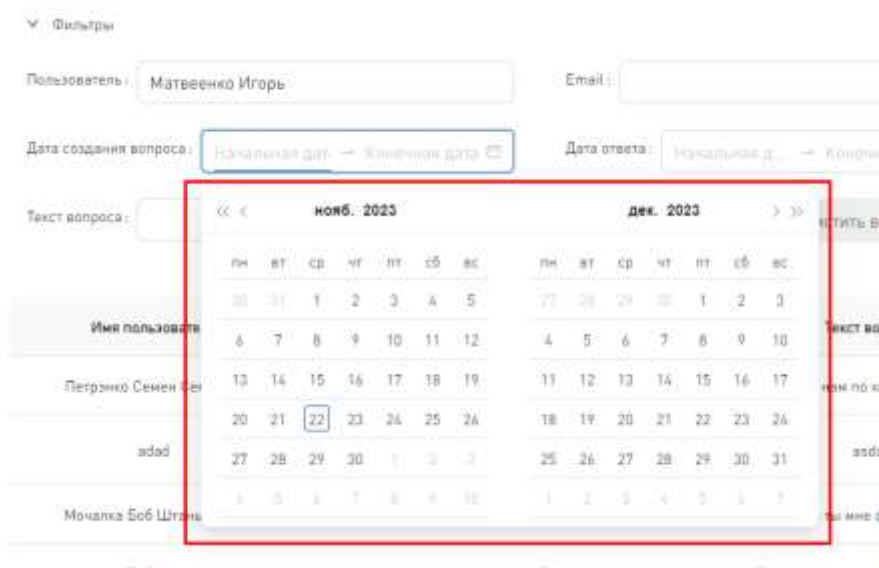 Фильтры
Пользователь: Матвеенко Игорь Email:
Дата создания вопроса: Начальная дат → Конечная дата Дата ответа: Начальная д... →
Текст вопроса:
<< < нояб. 2023 дек. 2023 > >>
пн вт ср чт пт сб вс пн вт ср чт пт сб вс
30 31 1 2 3 4 5 27 28 29 30 1 2 3
Имя пользовате
6 7 8 9 10 11 12 4 5 6 7 8 9 10
Петрэнко Семен 13 14 15 16 17 18 19 11 12 13 14 15 16 17
20 21 22 23 24 25 26 18 19 20 21 22 23 24
adad
27 28 29 30 1 2 3 25 26 27 28 29 30 31
4 5 6 7 8 9 10 1 2 3 4 5 6 7
Мочалка Боб Штаны